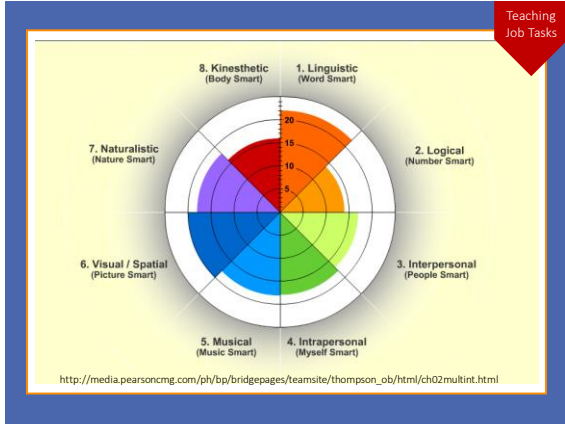 Teaching
Job Tasks
8. Kinesthetic
(Body Smart)
1. Linguistic
(Word Smart)
7. Naturalistic
(Nature Smart)
2. Logical
(Number Smart)
20
15
10
5
6. Visual / Spatial
(Picture Smart)
3. Interpersonal
(People Smart)
5. Musical
(Music Smart)
4. Intrapersonal
(Myself Smart)
http://media.pearsoncmg.com/ph/bp/bridgepages/teamsite/thompson_ob/html/ch02multint.html